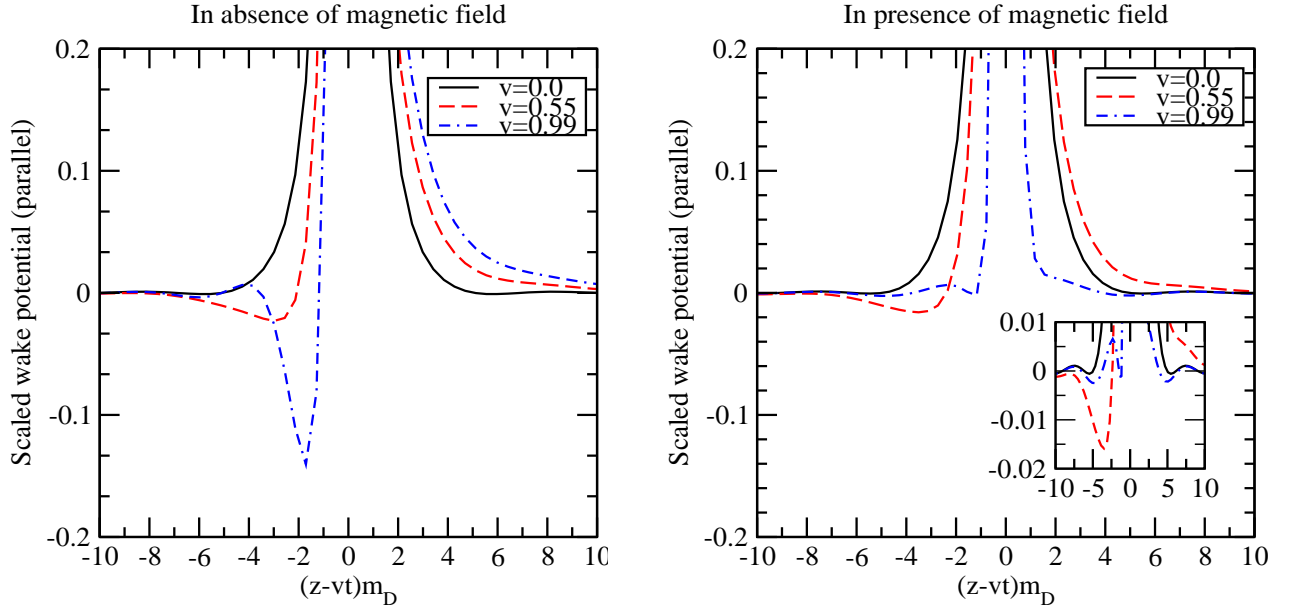 In absence of magnetic field
Scaled wake potential (parallel)
0.2
0.1
0
-0.1
-0.2
v=0.0
v=0.55
v=0.99
-10 -8 -6 -4 -2 0 2 4 6 8 10
(z-vt)m_D
In presence of magnetic field
Scaled wake potential (parallel)
0.2
0.1
0
-0.1
-0.2
v=0.0
v=0.55
v=0.99
0.01
0
-0.01
-0.02
-10 -5 0 5 10
-10 -8 -6 -4 -2 0 2 4 6 8 10
(z-vt)m_D